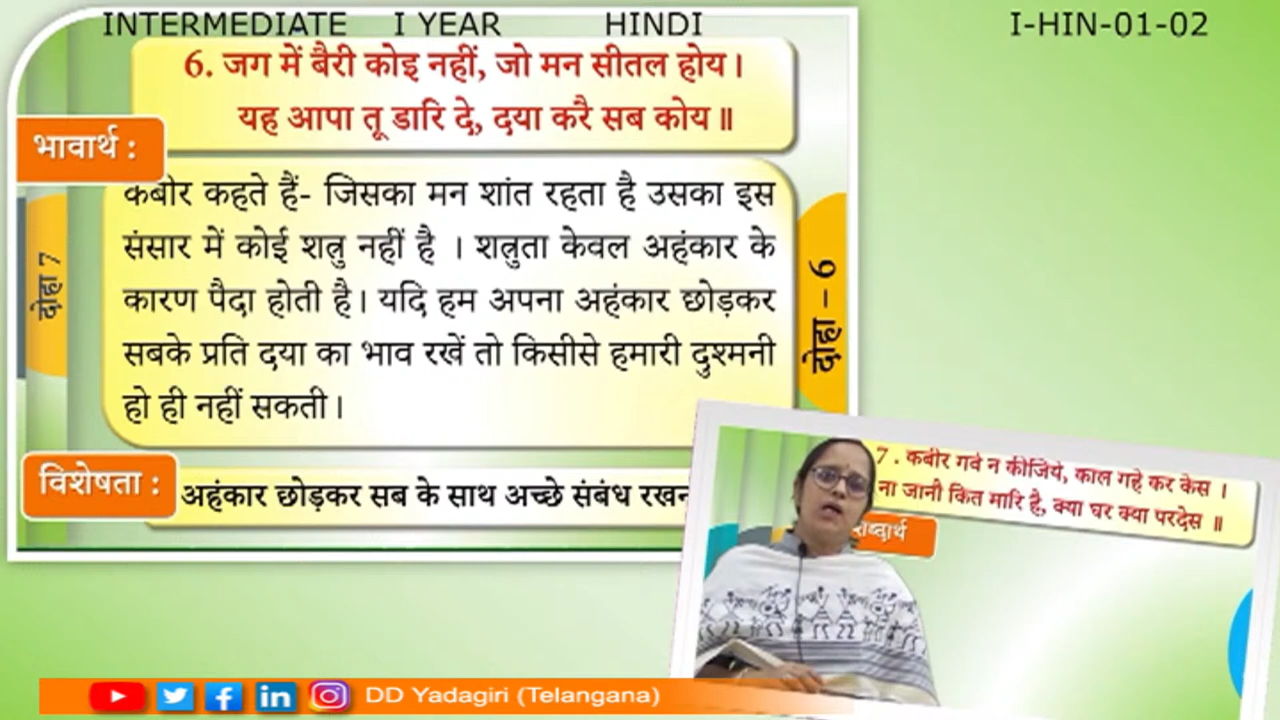 INTERMEDIATE I YEAR HINDI I-HIN-01-02
6. जग में बैरी कोइ नहीं, जो मन सीतल होय।
यह आपा तू डारि दे, दया करै सब कोय॥
भावार्थ :
कबीर कहते हैं- जिसका मन शांत रहता है उसका इस
संसार में कोई शत्रु नहीं है । शत्रुता केवल अहंकार के
कारण पैदा होती है। यदि हम अपना अहंकार छोड़कर
सबके प्रति दया का भाव रखें तो किसीसे हमारी दुश्मनी
हो ही नहीं सकती।
दोहा 7
दोहा - 6
विशेषता :
अहंकार छोड़कर सब के साथ अच्छे संबंध रखन
7 . कबीर गर्व न कीजिये, काल गहे कर केस ।
ना जानौ कित मारि है, क्या घर क्या परदेस ॥
शब्दार्थ
DD Yadagiri (Telangana)